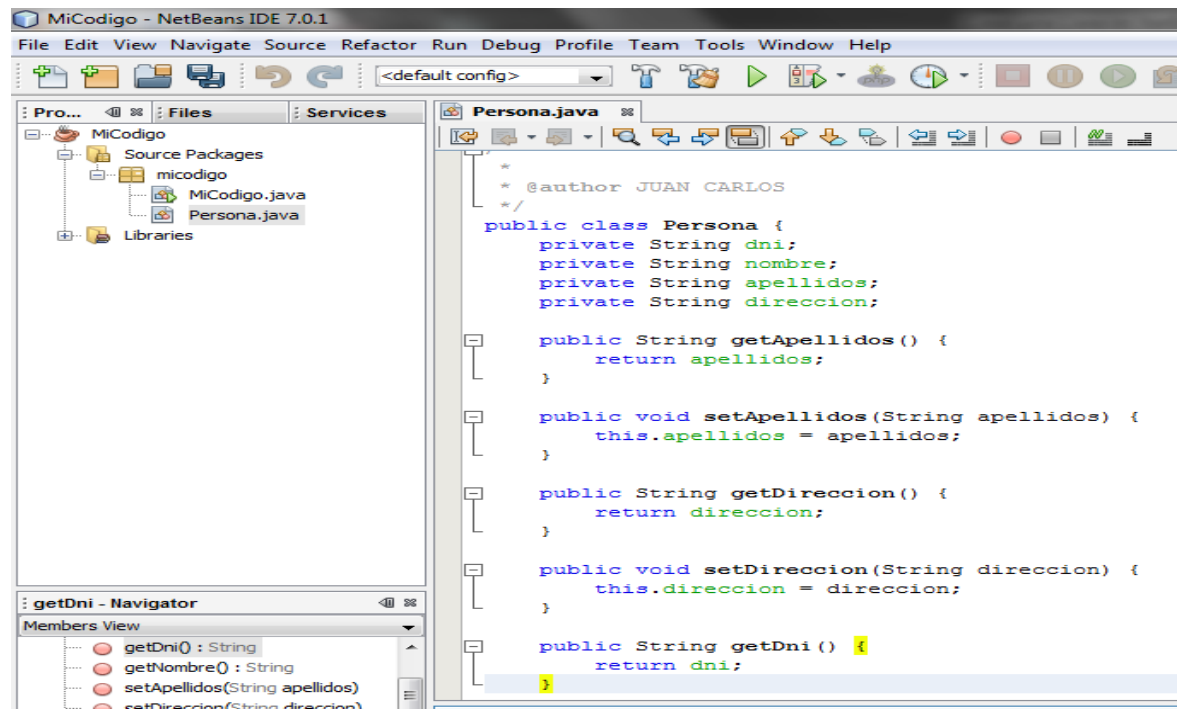 MiCodigo - NetBeans IDE 7.0.1
File Edit View Navigate Source Refactor Run Debug Profile Team Tools Window Help
<default config>
Pro... Files Services
MiCodigo
Source Packages
micodigo
MiCodigo.java
Persona.java
Libraries
getDni - Navigator
Members View
getDni() : String
getNombre() : String
setApellidos(String apellidos)
setDireccion(String direccion)
Persona.java
*
* @author JUAN CARLOS
*/
public class Persona {
private String dni;
private String nombre;
private String apellidos;
private String direccion;
public String getApellidos() {
return apellidos;
}
public void setApellidos(String apellidos) {
this.apellidos = apellidos;
}
public String getDireccion() {
return direccion;
}
public void setDireccion(String direccion) {
this.direccion = direccion;
}
public String getDni() {
return dni;
}